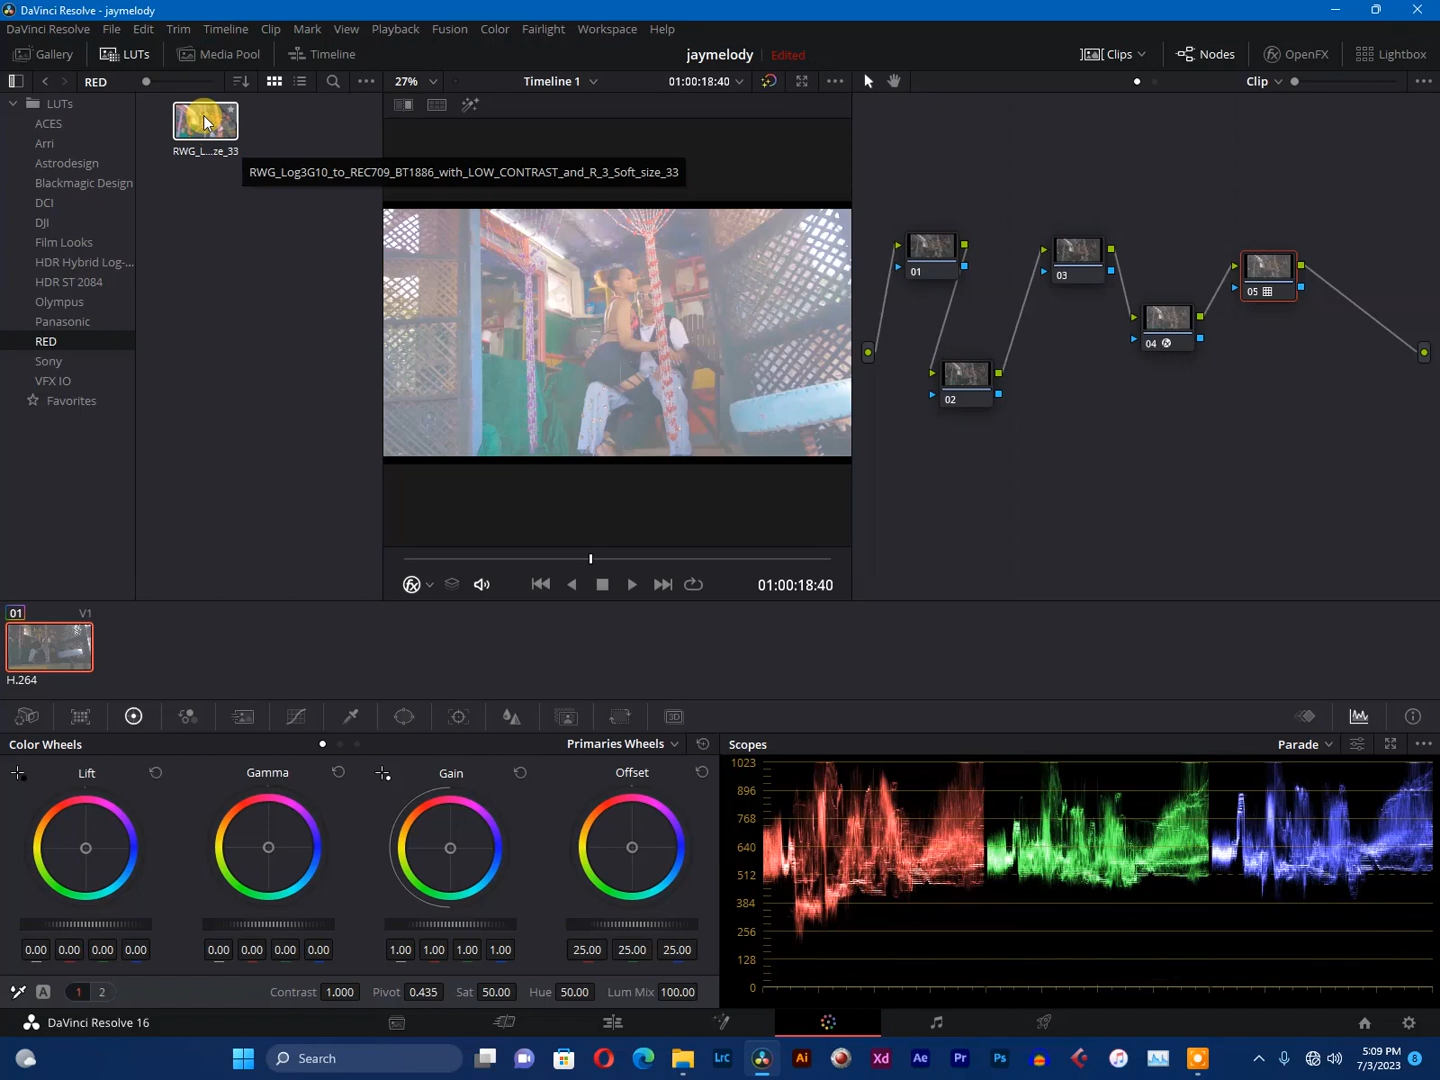 DaVinci Resolve - jaymelody
DaVinci Resolve File Edit Trim Timeline Clip Mark View Playback Fusion Color Fairlight Workspace Help
Gallery LUTs Media Pool Timeline jaymelody Edited Clips Nodes OpenFX Lightbox
RED 27% Timeline 1 01:00:18:40 Clip
LUTs
ACES
Arri
Astrodesign
Blackmagic Design
DCI
DJI
Film Looks
HDR Hybrid Log-...
HDR ST 2084
Olympus
Panasonic
RED
Sony
VFX IO
Favorites
RWG_L...ze_33
RWG_Log3G10_to_REC709_BT1886_with_LOW_CONTRAST_and_R_3_Soft_size_33
01
02
03
04
05
01:00:18:40
01 V1
H.264
Color Wheels Primaries Wheels Scopes Parade
Lift Gamma Gain Offset
0.00 0.00 0.00 0.00 0.00 0.00 0.00 0.00 1.00 1.00 1.00 1.00 25.00 25.00 25.00
A 1 2 Contrast 1.000 Pivot 0.435 Sat 50.00 Hue 50.00 Lum Mix 100.00
1023
896
768
640
512
384
256
128
0
DaVinci Resolve 16
3D
Search
LrC Ai Xd Ae Pr Ps
5:09 PM
7/3/2023
8